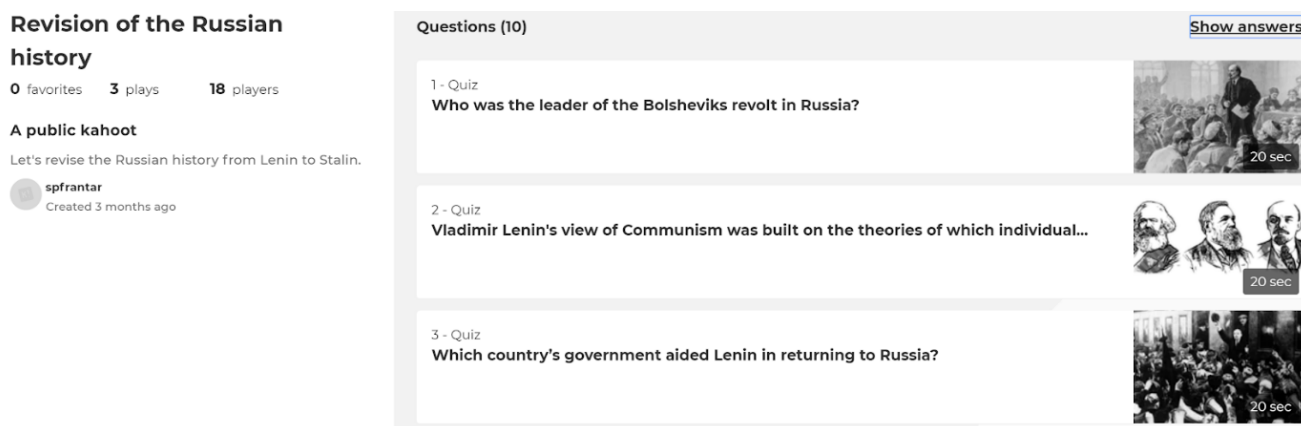 Revision of the Russian
history
0 favorites 3 plays 18 players
A public kahoot
Let's revise the Russian history from Lenin to Stalin.
spfrantar
Created 3 months ago
Questions (10)
Show answers
1 - Quiz
Who was the leader of the Bolsheviks revolt in Russia?
20 sec
2 - Quiz
Vladimir Lenin's view of Communism was built on the theories of which individual...
20 sec
3 - Quiz
Which country’s government aided Lenin in returning to Russia?
20 sec